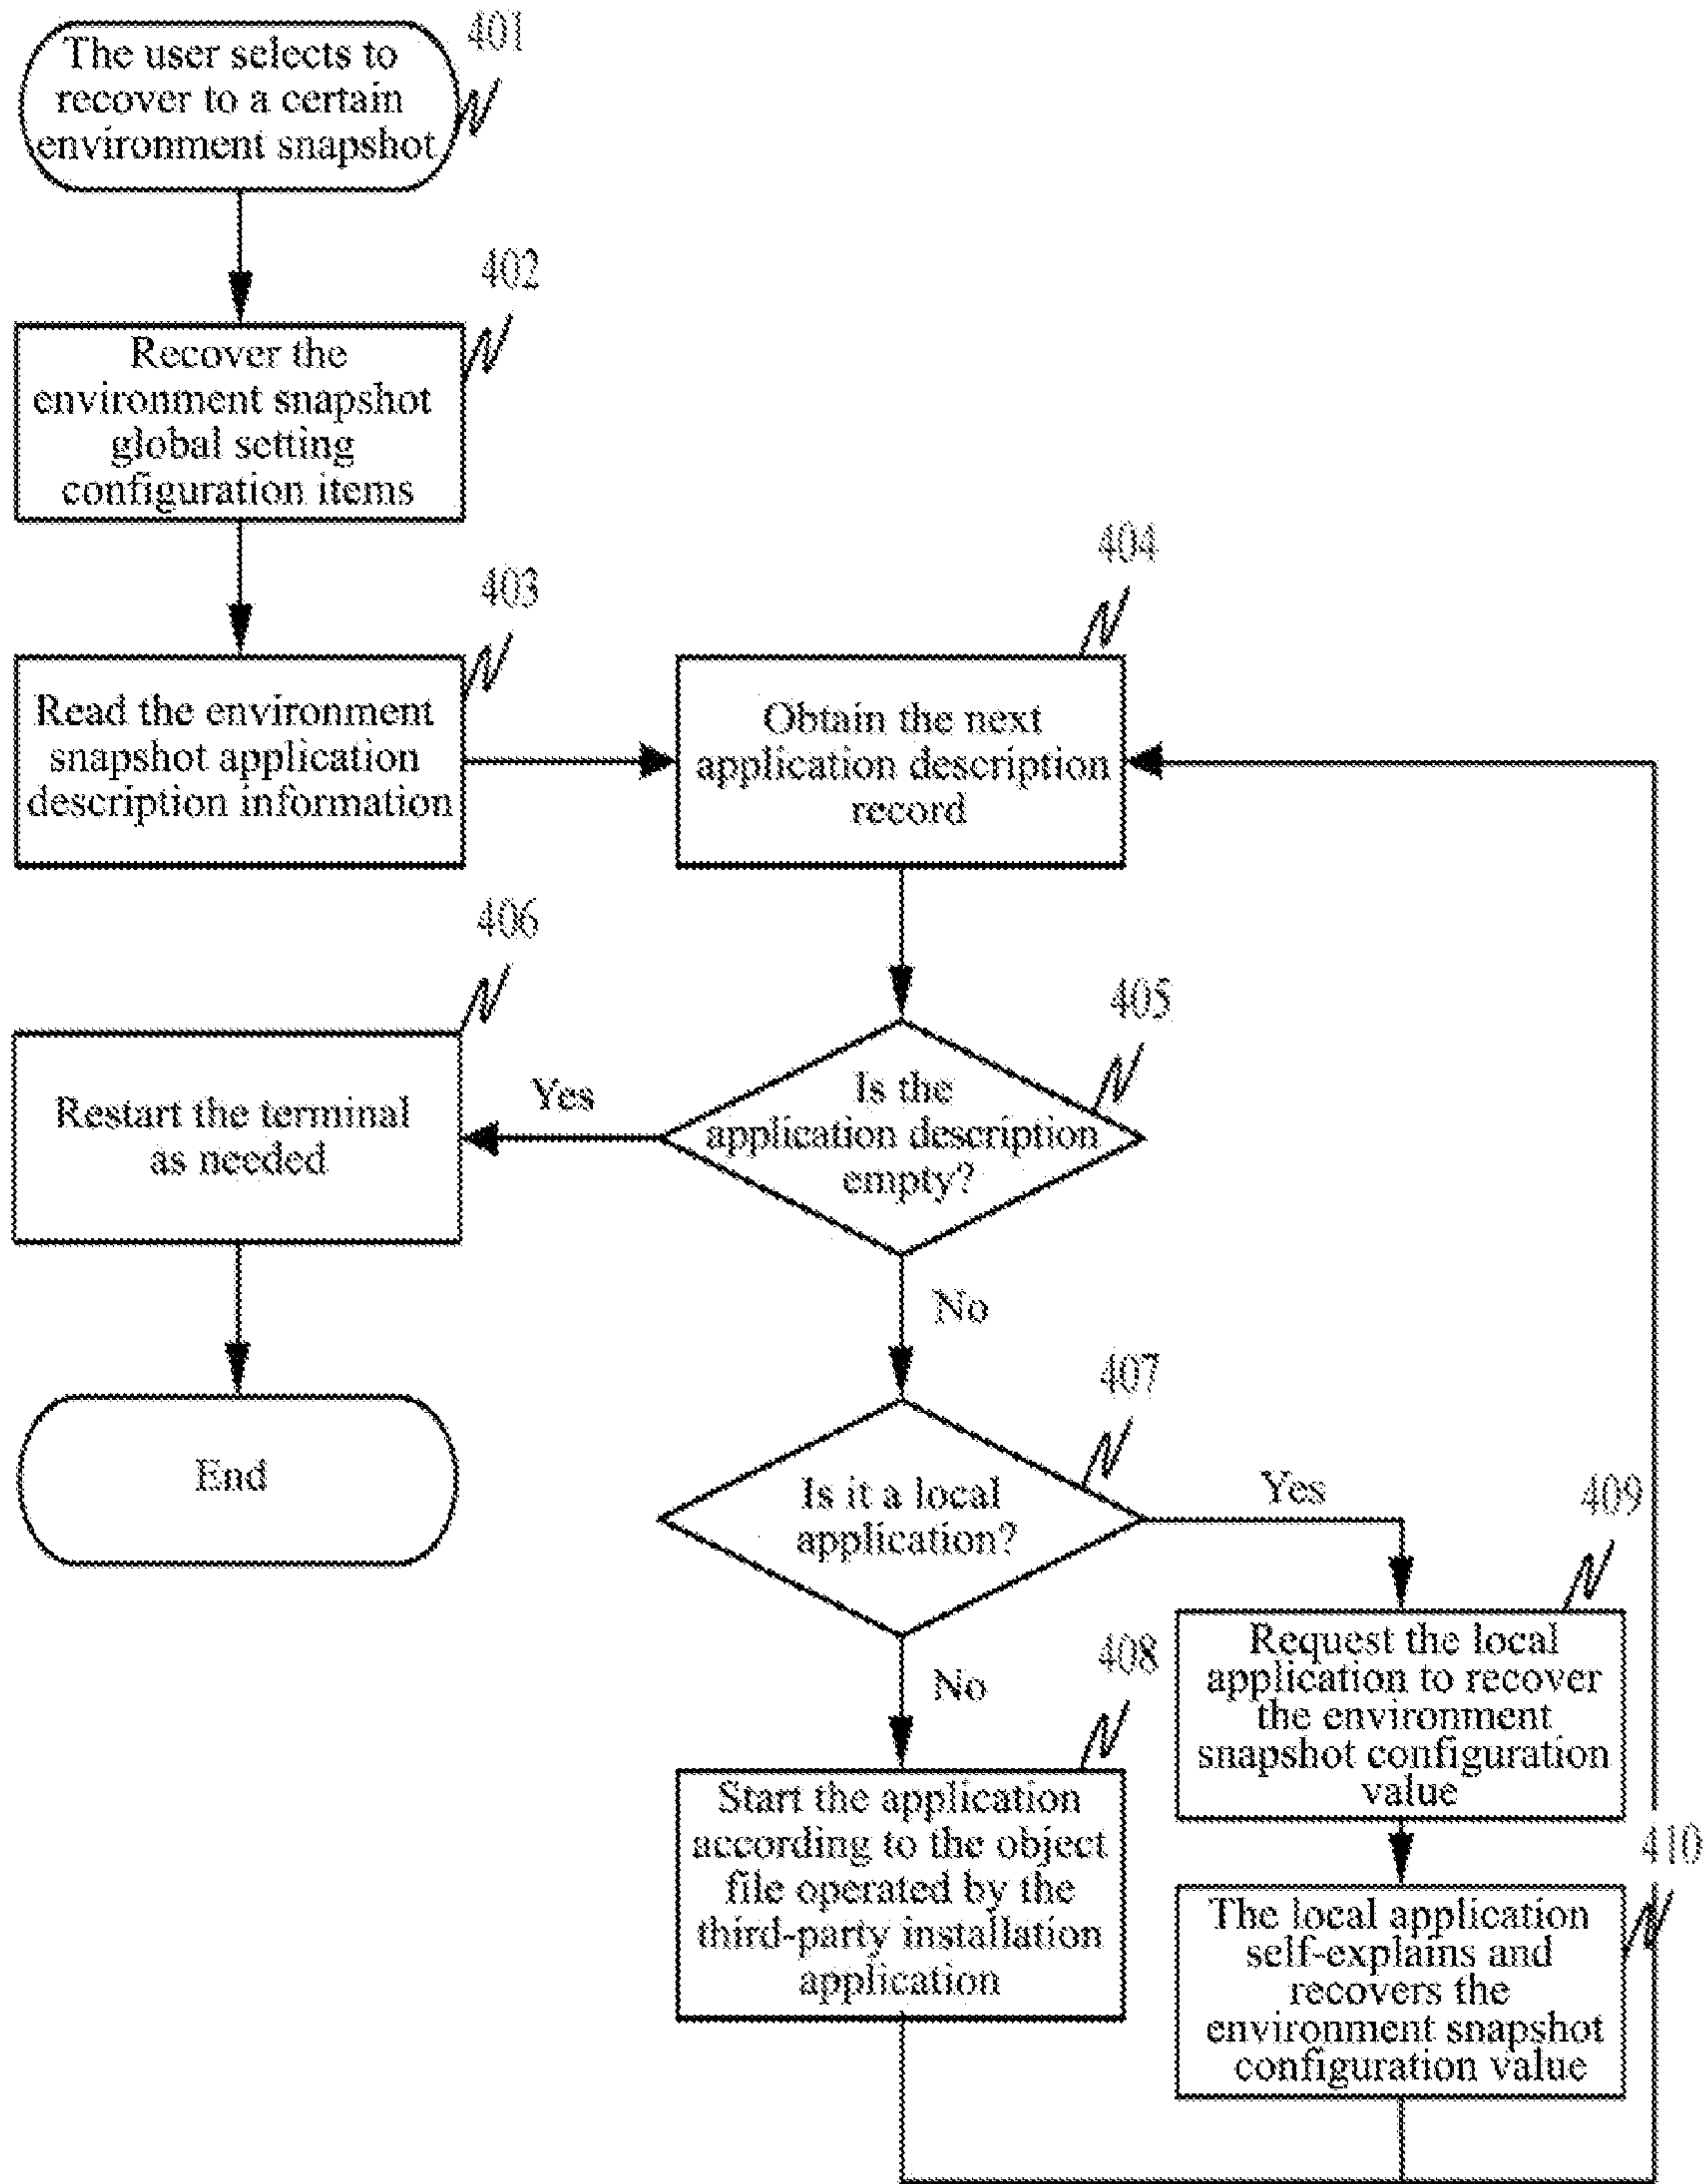 401
The user selects to
recover to a certain
environment snapshot
402
Recover the
environment snapshot
global setting
configuration items
403
Read the environment
snapshot application
description information
404
Obtain the next
application description
record
405
Is the
application description
empty?
Yes
406
Restart the terminal
as needed
End
No
407
Is it a local
application?
Yes
No
408
Start the application
according to the object
file operated by the
third-party installation
application
409
Request the local
application to recover
the environment
snapshot configuration
value
410
The local application
self-explains and
recovers the
environment snapshot
configuration value